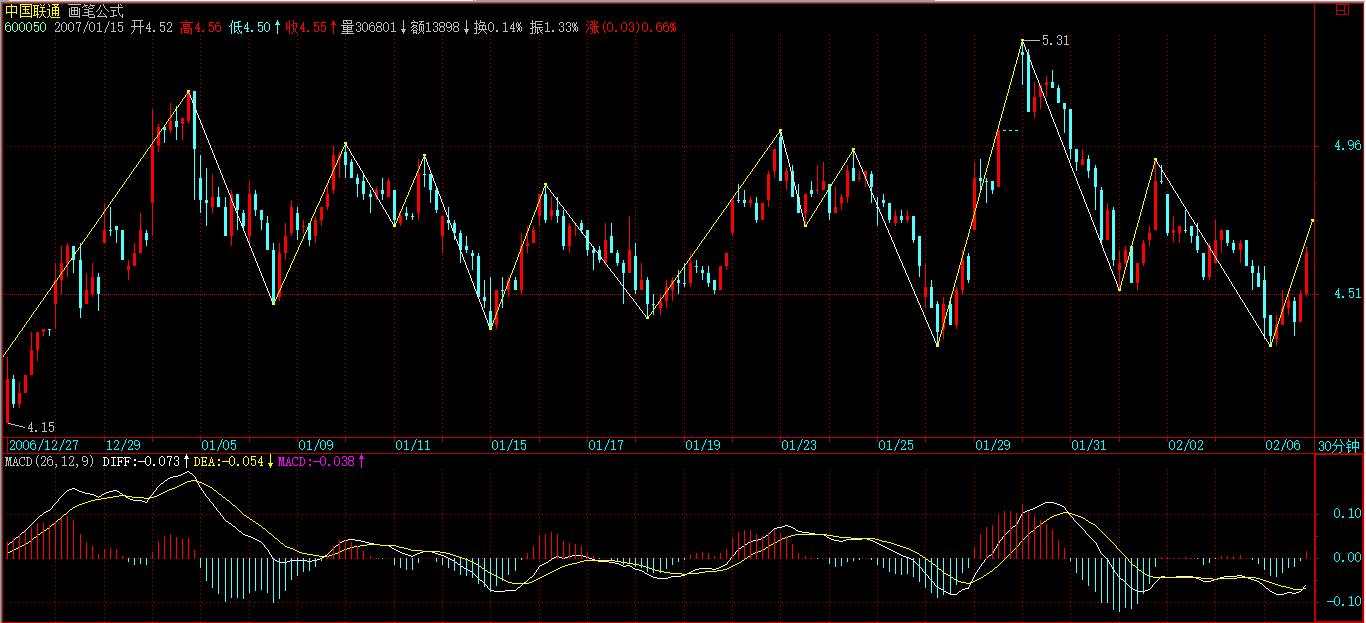 中国联通 画笔公式
600050 2007/01/15 开4.52 高4.56 低4.50↑收4.55↑量306801↓额13898↓换0.14% 振1.33% 涨(0.03)0.66%
5.31
4.96
4.51
4.15
2006/12/27 12/29 01/05 01/09 01/11 01/15 01/17 01/19 01/23 01/25 01/29 01/31 02/02 02/06 30分钟
MACD(26,12,9) DIFF:-0.073↑DEA:-0.054↓MACD:-0.038↑
0.10
0.00
-0.10